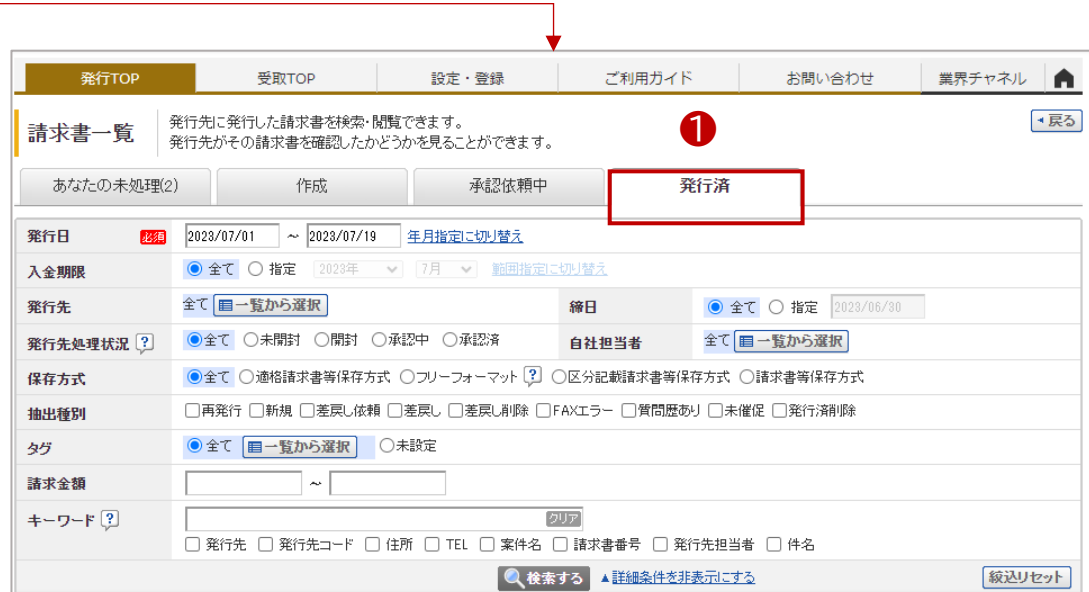 発行TOP 受取TOP 設定・登録 ご利用ガイド お問い合わせ 業界チャネル
請求書一覧 発行先に発行した請求書を検索・閲覧できます。
発行先がその請求書を確認したかどうかを見ることができます。
1 戻る
あなたの未処理(2) 作成 承認依頼中 発行済
発行日 必須 2023/07/01 ~ 2023/07/19 年月指定に切り替え
入金期限 全て 指定 2023年 7月 範囲指定に切り替え
発行先 全て 一覧から選択 締日 全て 指定 2023/06/30
発行先処理状況 ? 全て 未開封 開封 承認中 承認済 自社担当者 全て 一覧から選択
保存方式 全て 適格請求書等保存方式 フリーフォーマット ? 区分記載請求書等保存方式 請求書等保存方式
抽出種別 再発行 新規 差戻し依頼 差戻し 差戻し削除 FAXエラー 質問歴あり 未催促 発行済削除
タグ 全て 一覧から選択 未設定
請求金額 ~
キーワード ? クリア
発行先 発行先コード 住所 TEL 案件名 請求書番号 発行先担当者 件名
検索する ▲詳細条件を非表示にする 絞込リセット